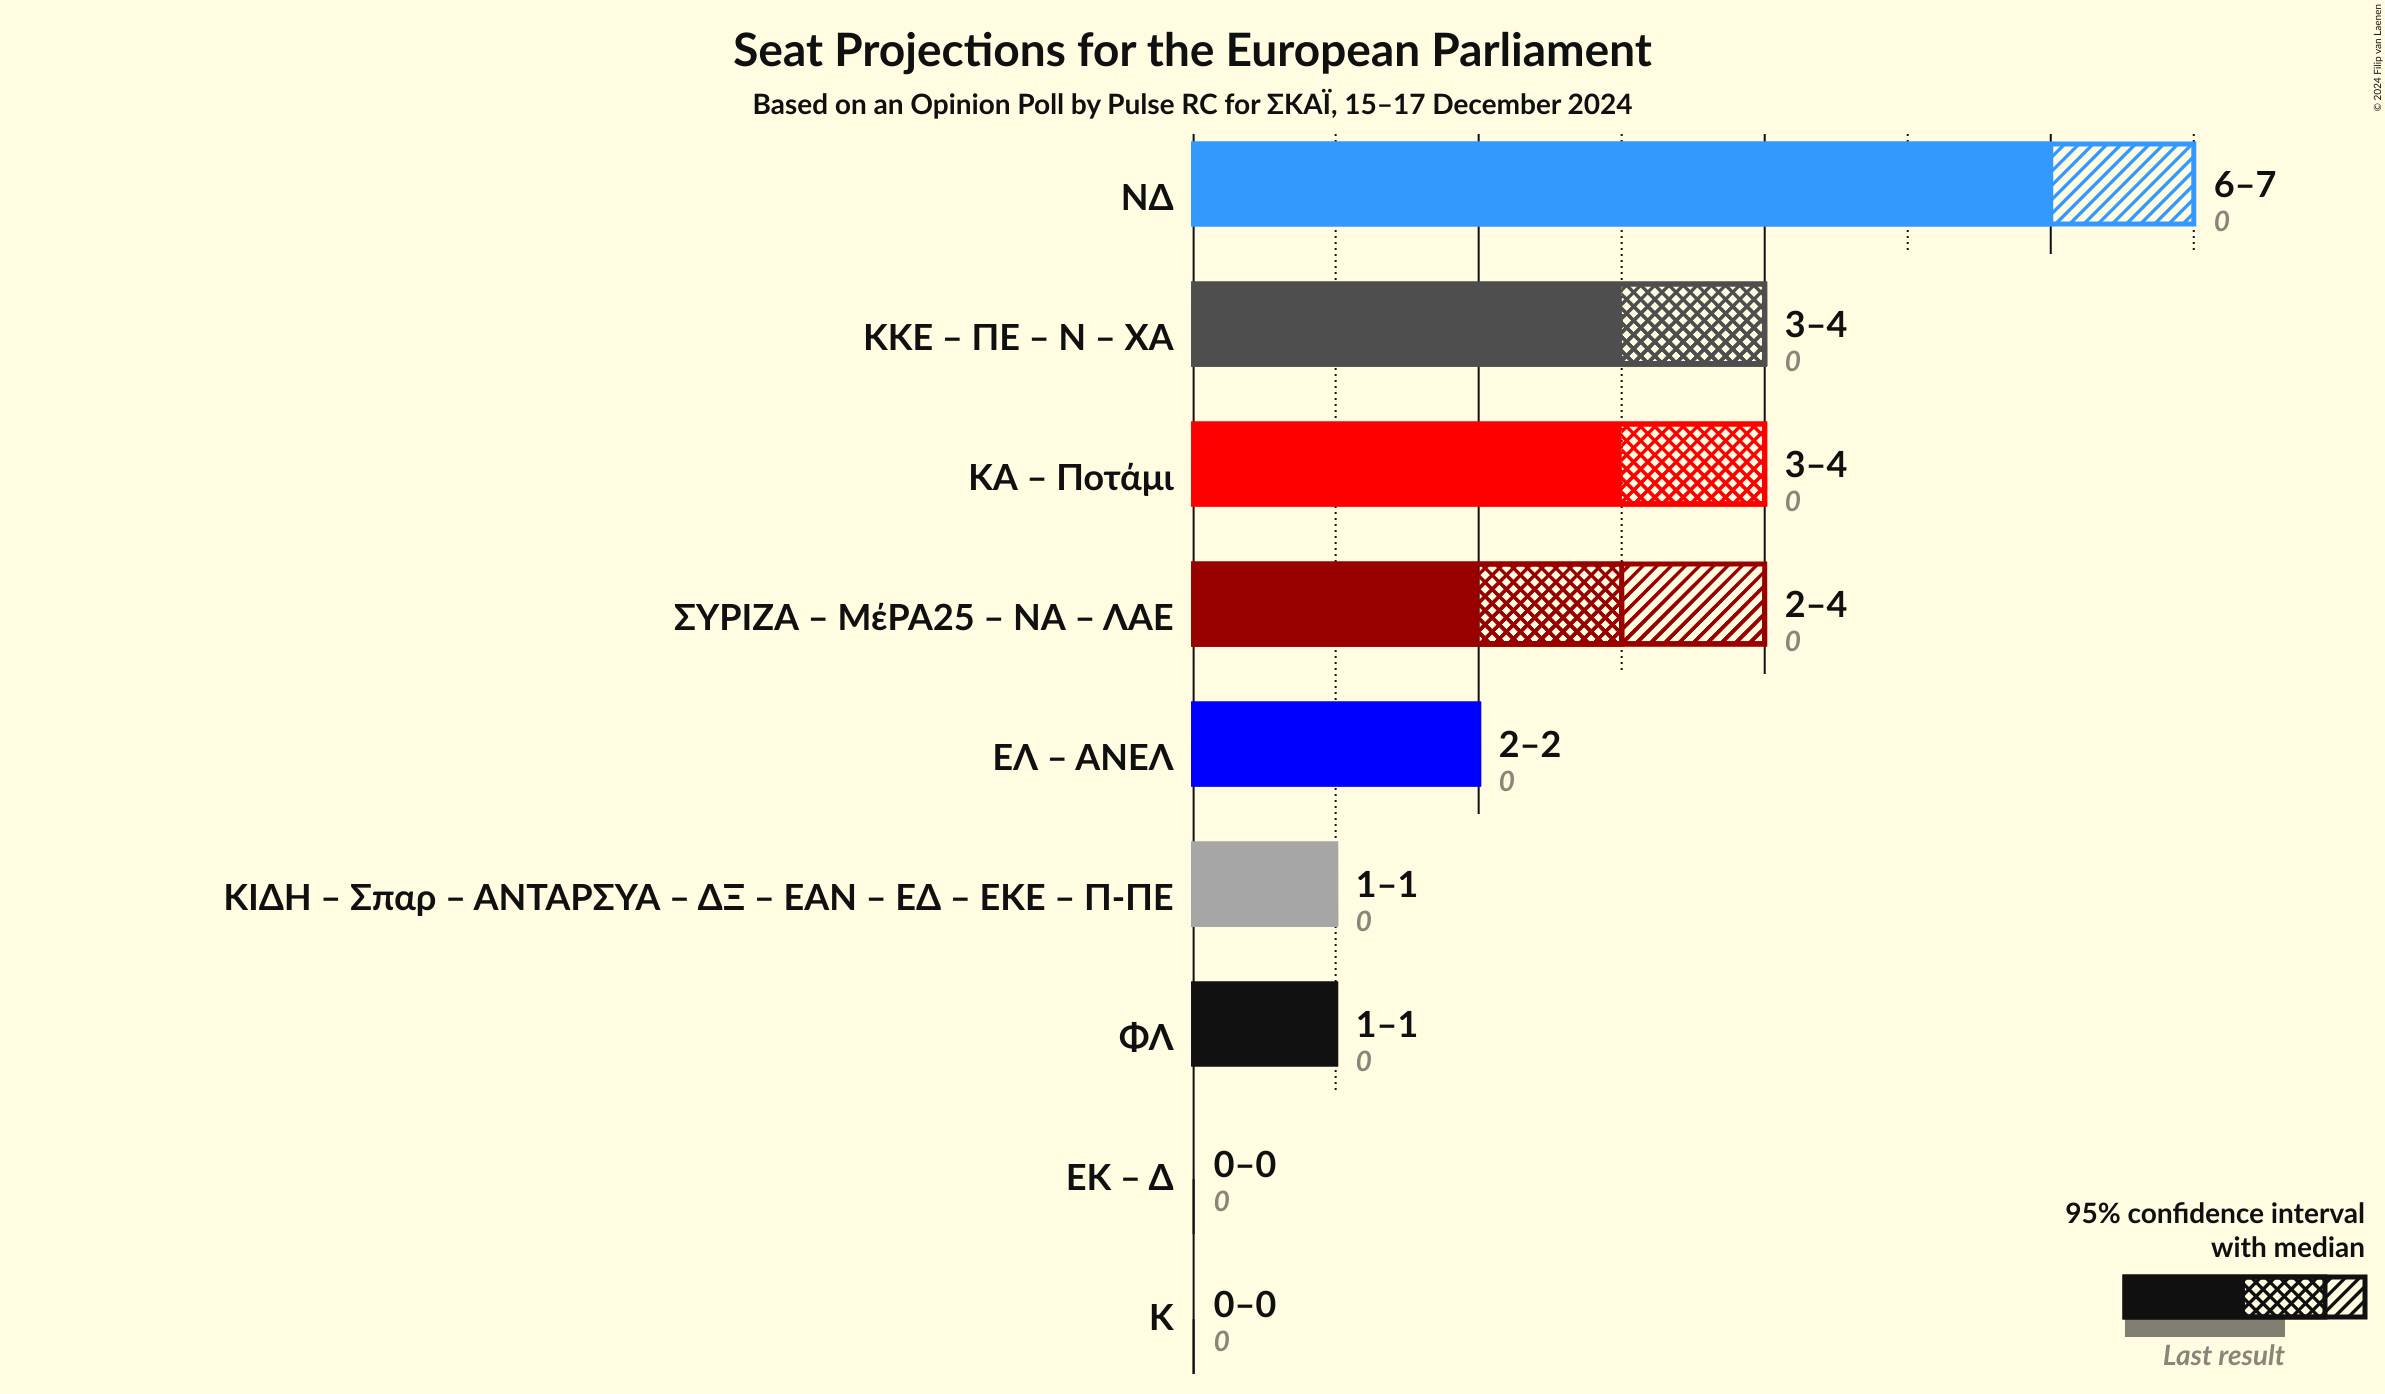 Seat Projections for the European Parliament
Based on an Opinion Poll by Pulse RC for ΣΚΑΪ, 15–17 December 2024
© 2024 Filip van Laenen
ΝΔ
6–7
0
ΚΚΕ – ΠΕ – Ν – ΧΑ
3–4
0
ΚΑ – Ποτάμι
3–4
0
ΣΥΡΙΖΑ – ΜέΡΑ25 – ΝΑ – ΛΑΕ
2–4
0
ΕΛ – ΑΝΕΛ
2–2
0
ΚΙΔΗ – Σπαρ – ΑΝΤΑΡΣΥΑ – ΔΞ – ΕΑΝ – ΕΔ – ΕΚΕ – Π-ΠΕ
1–1
0
ΦΛ
1–1
0
ΕΚ – Δ
0–0
0
Κ
0–0
0
95% confidence interval
with median
Last result